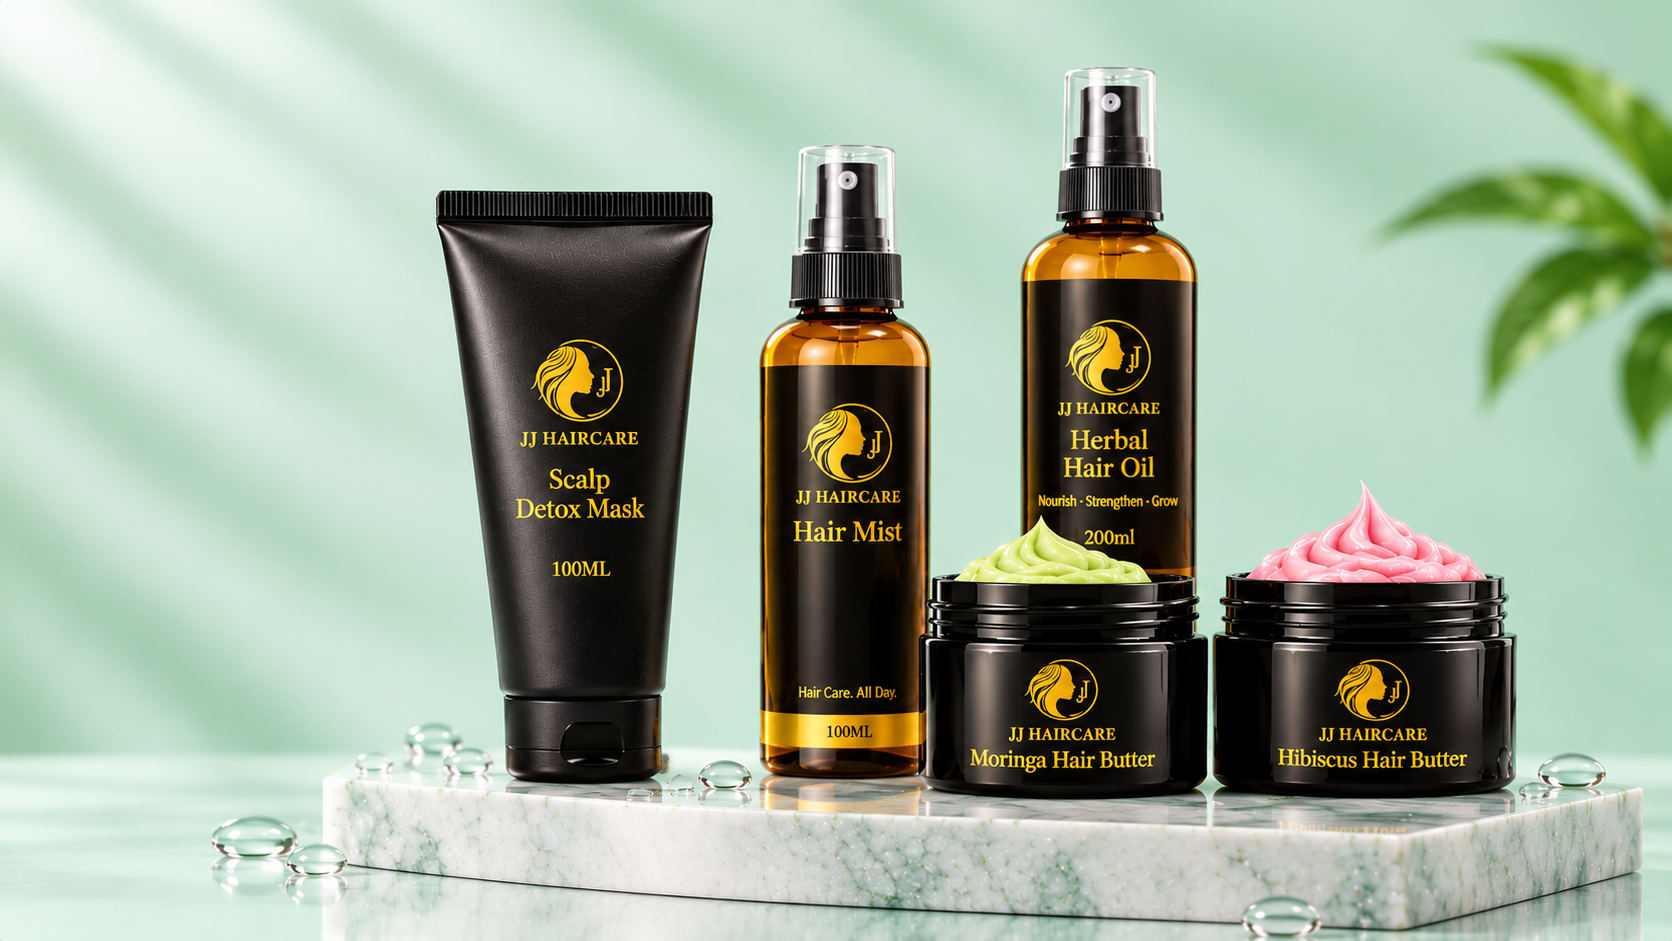 JJ
JJ HAIRCARE
Scalp
Detox Mask
100ML
JJ
JJ HAIRCARE
Hair Mist
Hair Care. All Day.
100ML
JJ
JJ HAIRCARE
Herbal
Hair Oil
Nourish - Strengthen - Grow
200ml
JJ
JJ HAIRCARE
Moringa Hair Butter
JJ
JJ HAIRCARE
Hibiscus Hair Butter